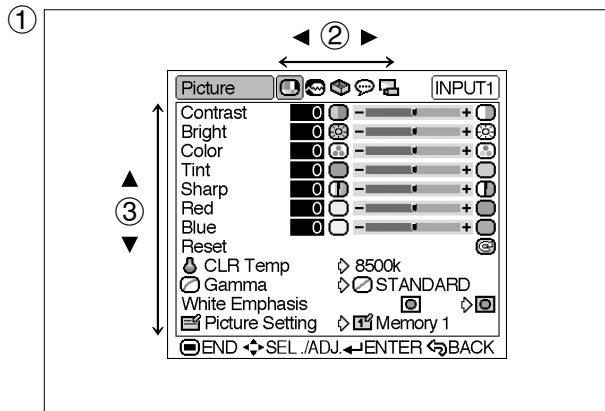 ①
◄ ② ►
Picture INPUT1
Contrast 0 - +
Bright 0 - +
Color 0 - +
Tint 0 - +
Sharp 0 - +
Red 0 - +
Blue 0 - +
Reset
▲
③
▼
CLR Temp 8500k
Gamma STANDARD
White Emphasis
Picture Setting 1 Memory 1
END SEL./ADJ. ENTER BACK